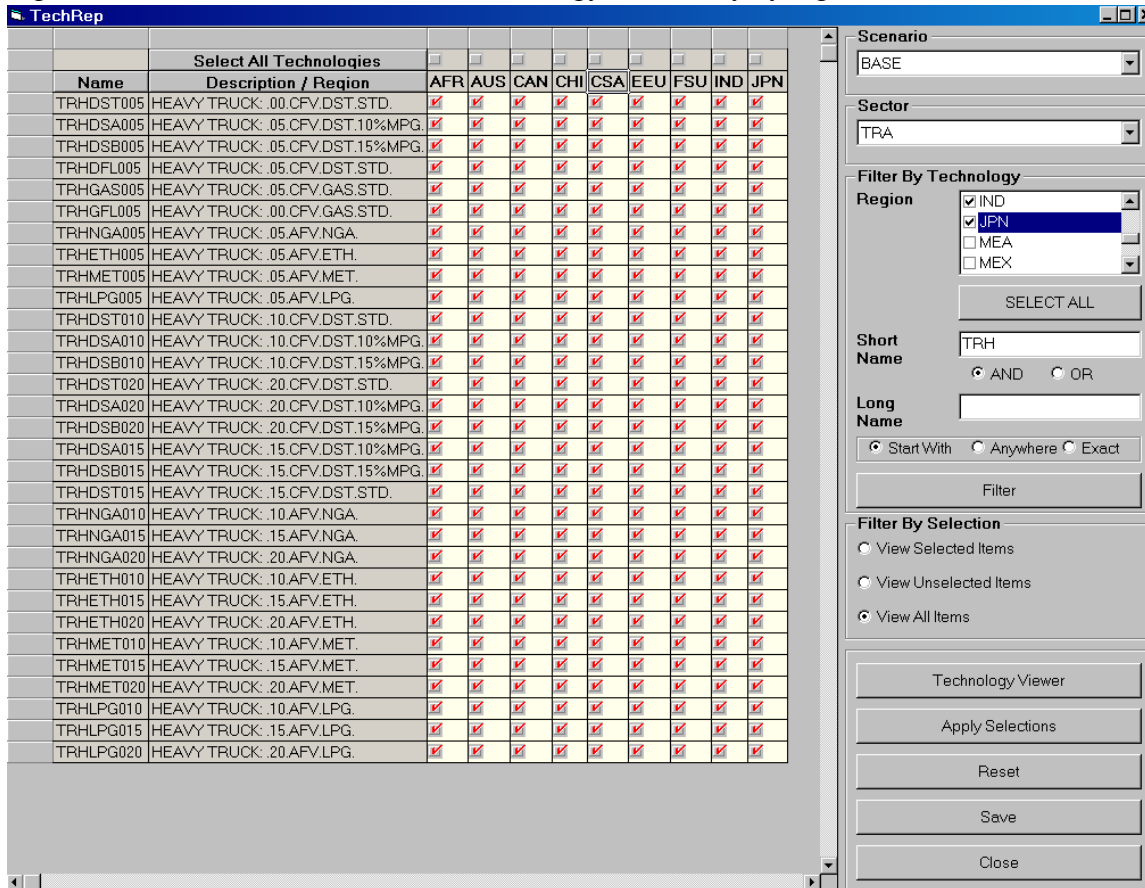 TechRep
Select All Technologies
Name Description / Region AFR AUS CAN CHI CSA EEU FSU IND JPN
TRHDST005 HEAVY TRUCK: .00.CFV.DST.STD.
TRHDSA005 HEAVY TRUCK: .05.CFV.DST.10%MPG.
TRHDSB005 HEAVY TRUCK: .05.CFV.DST.15%MPG.
TRHDFL005 HEAVY TRUCK: .05.CFV.DST.STD.
TRHGAS005 HEAVY TRUCK: .05.CFV.GAS.STD.
TRHGFL005 HEAVY TRUCK: .00.CFV.GAS.STD.
TRHNGA005 HEAVY TRUCK: .05.AFV.NGA.
TRHETH005 HEAVY TRUCK: .05.AFV.ETH.
TRHMET005 HEAVY TRUCK: .05.AFV.MET.
TRHLPG005 HEAVY TRUCK: .05.AFV.LPG.
TRHDST010 HEAVY TRUCK: .10.CFV.DST.STD.
TRHDSA010 HEAVY TRUCK: .10.CFV.DST.10%MPG.
TRHDSB010 HEAVY TRUCK: .10.CFV.DST.15%MPG.
TRHDST020 HEAVY TRUCK: .20.CFV.DST.STD.
TRHDSA020 HEAVY TRUCK: .20.CFV.DST.10%MPG.
TRHDSB020 HEAVY TRUCK: .20.CFV.DST.15%MPG.
TRHDSA015 HEAVY TRUCK: .15.CFV.DST.10%MPG.
TRHDSB015 HEAVY TRUCK: .15.CFV.DST.15%MPG.
TRHDST015 HEAVY TRUCK: .15.CFV.DST.STD.
TRHNGA010 HEAVY TRUCK: .10.AFV.NGA.
TRHNGA015 HEAVY TRUCK: .15.AFV.NGA.
TRHNGA020 HEAVY TRUCK: .20.AFV.NGA.
TRHETH010 HEAVY TRUCK: .10.AFV.ETH.
TRHETH015 HEAVY TRUCK: .15.AFV.ETH.
TRHETH020 HEAVY TRUCK: .20.AFV.ETH.
TRHMET010 HEAVY TRUCK: .10.AFV.MET.
TRHMET015 HEAVY TRUCK: .15.AFV.MET.
TRHMET020 HEAVY TRUCK: .20.AFV.MET.
TRHLPG010 HEAVY TRUCK: .10.AFV.LPG.
TRHLPG015 HEAVY TRUCK: .15.AFV.LPG.
TRHLPG020 HEAVY TRUCK: .20.AFV.LPG.
Scenario
BASE
Sector
TRA
Filter By Technology
Region IND
JPN
MEA
MEX
SELECT ALL
Short Name TRH
AND OR
Long Name
Start With Anywhere Exact
Filter
Filter By Selection
View Selected Items
View Unselected Items
View All Items
Technology Viewer
Apply Selections
Reset
Save
Close